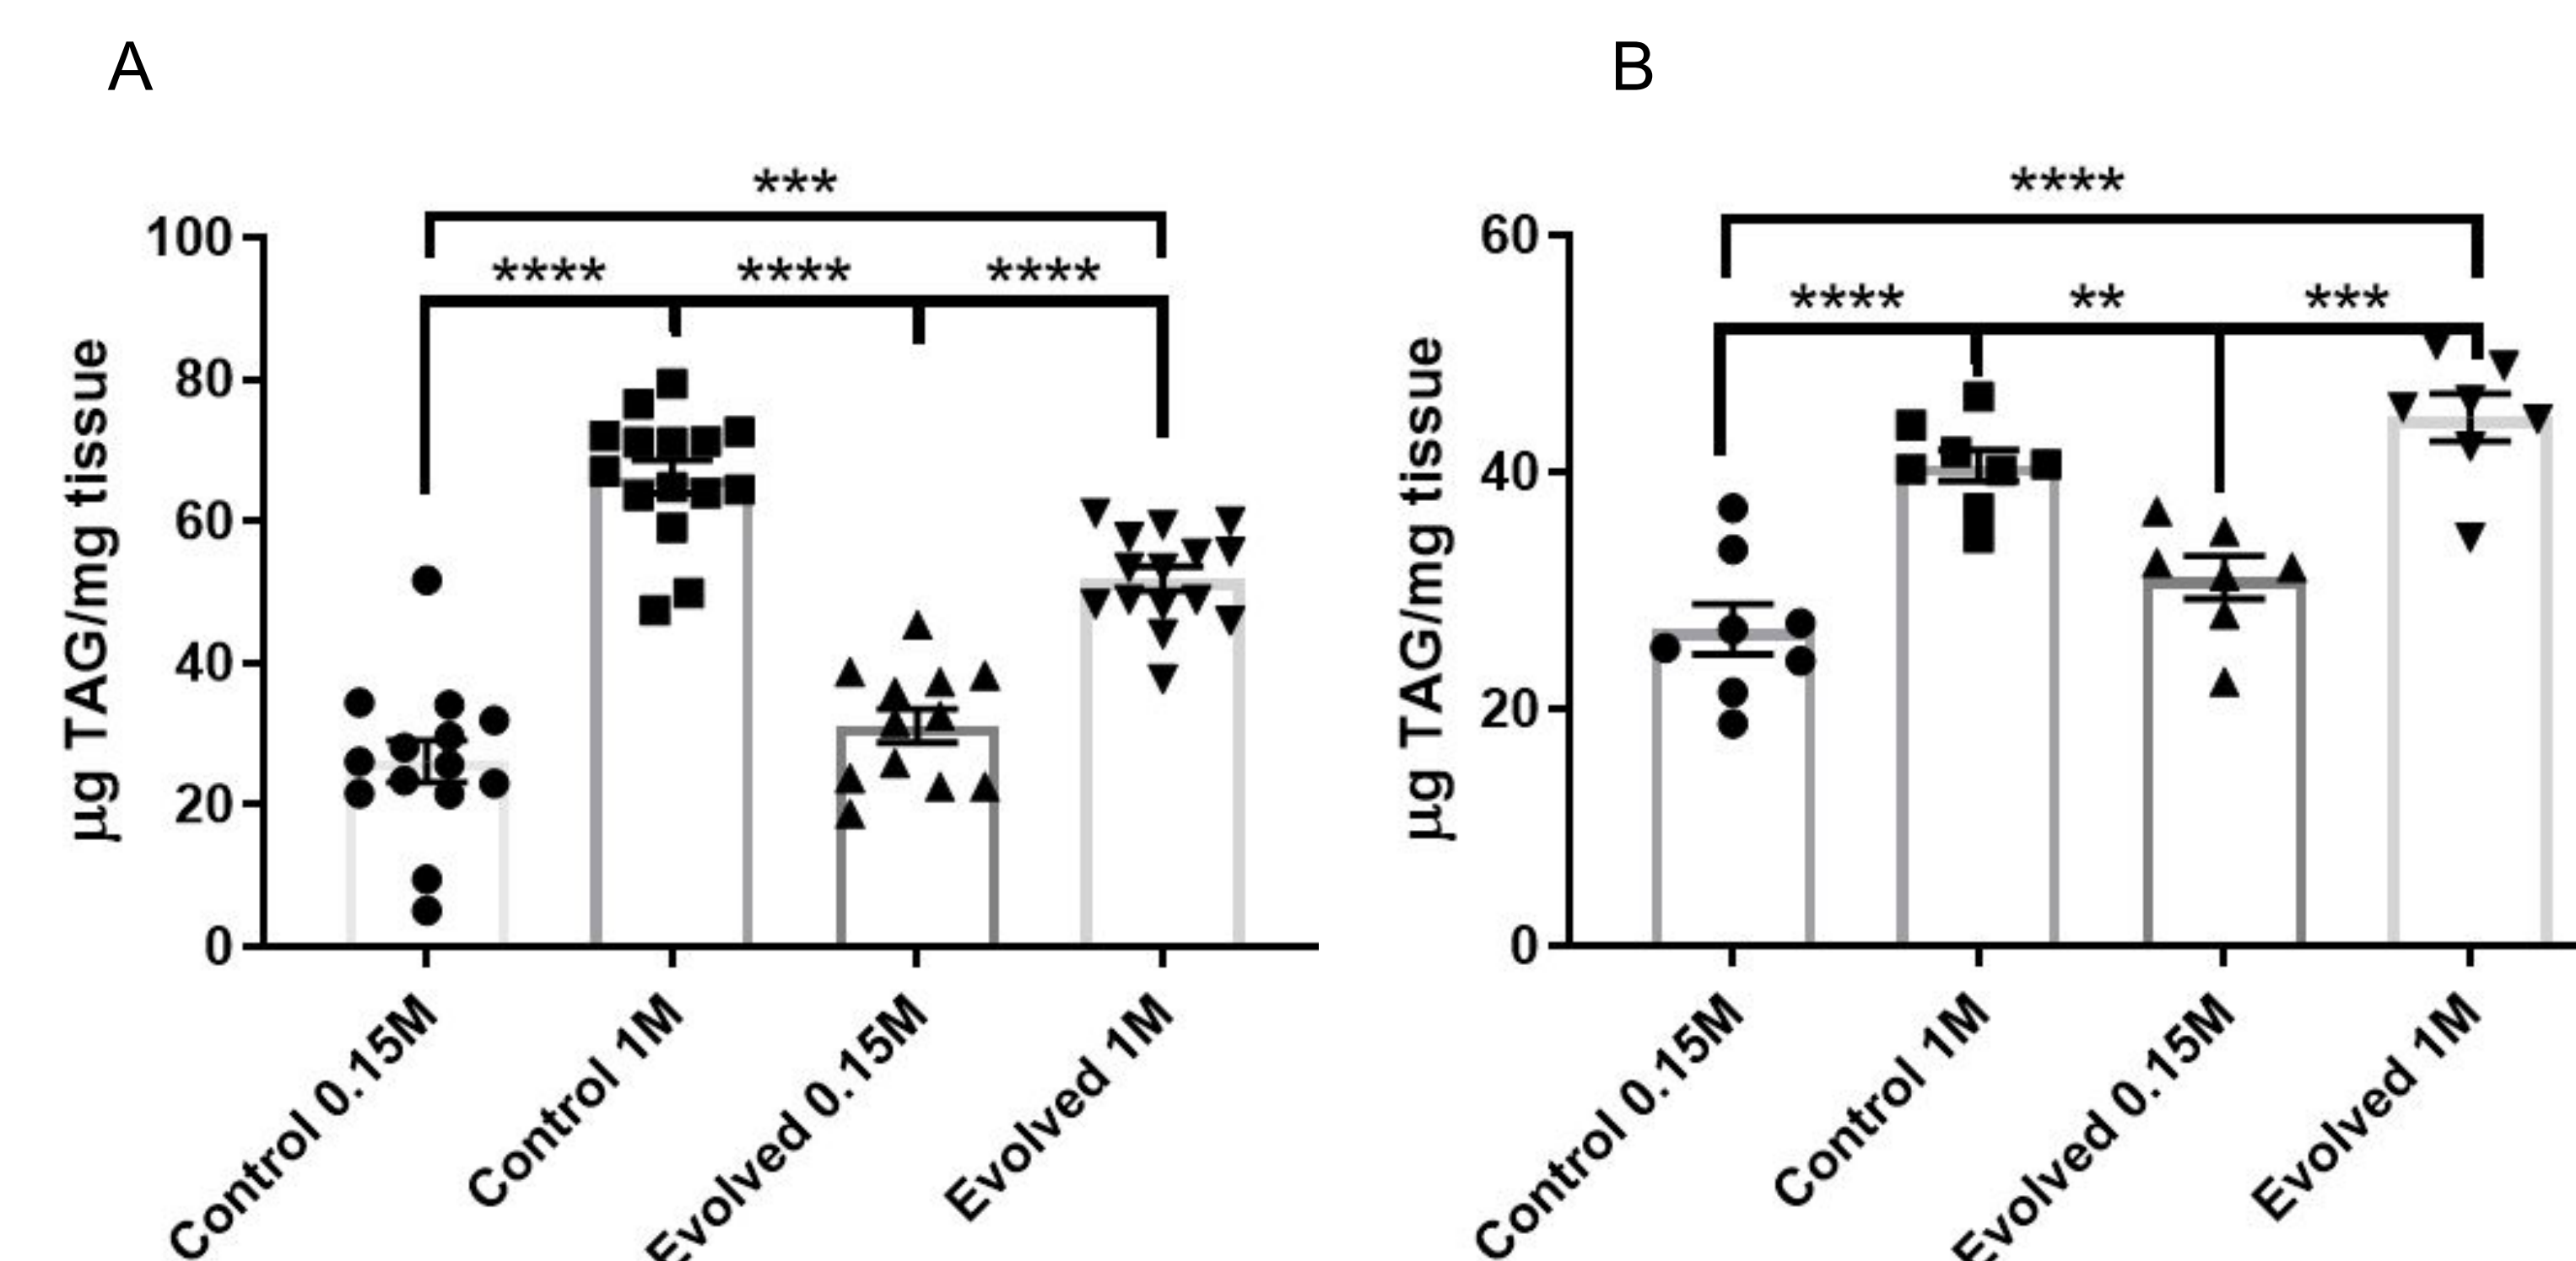 A
***
**** **** ****
100
80
60
40
20
0
µg TAG/mg tissue
Control 0.15M
Control 1M
Evolved 0.15M
Evolved 1M
B
****
**** ** ***
60
40
20
0
µg TAG/mg tissue
Control 0.15M
Control 1M
Evolved 0.15M
Evolved 1M